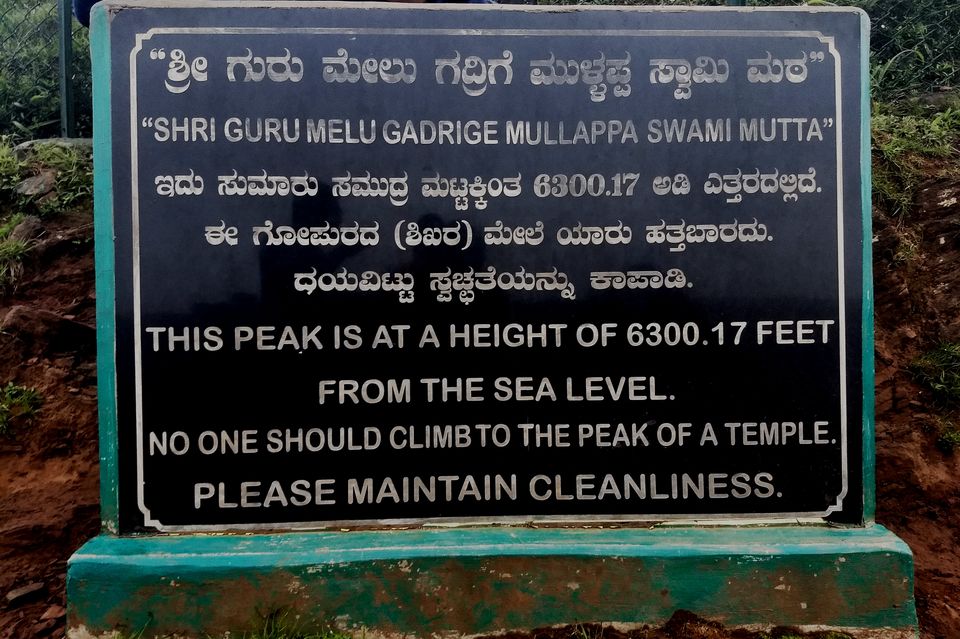 “ಶ್ರೀ ಗುರು ಮೇಲು ಗದ್ರಿಗೆ ಮುಳ್ಳಪ್ಪ ಸ್ವಾಮಿ ಮಠ”
“SHRI GURU MELU GADRIGE MULLAPPA SWAMI MUTTA”
ಇದು ಸುಮಾರು ಸಮುದ್ರ ಮಟ್ಟಕ್ಕಿಂತ 6300.17 ಅಡಿ ಎತ್ತರದಲ್ಲಿದೆ.
ಈ ಗೋಪುರದ (ಶಿಖರ) ಮೇಲೆ ಯಾರು ಹತ್ತಬಾರದು.
ಧಯವಿಟ್ಟು ಸ್ವಚ್ಛತೆಯನ್ನು ಕಾಪಾಡಿ.
THIS PEAK IS AT A HEIGHT OF 6300.17 FEET
FROM THE SEA LEVEL.
NO ONE SHOULD CLIMB TO THE PEAK OF A TEMPLE.
PLEASE MAINTAIN CLEANLINESS.